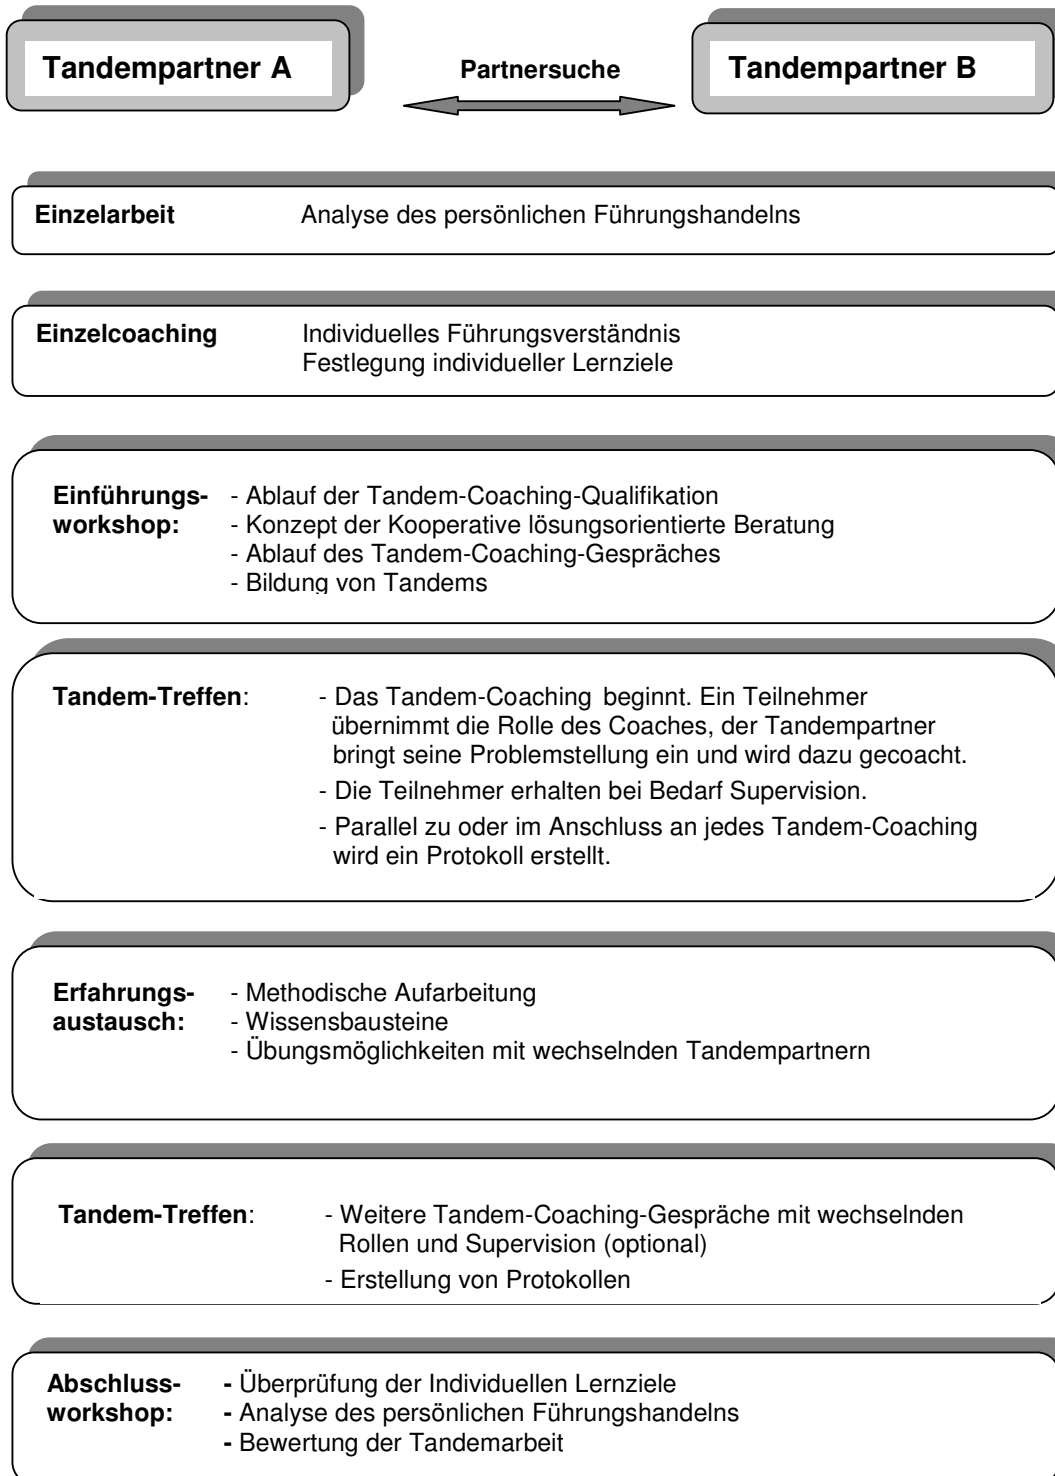 Tandempartner A Partnersuche Tandempartner B
Einzelarbeit Analyse des persönlichen Führungshandelns
Einzelcoaching Individuelles Führungsverständnis
Festlegung individueller Lernziele
Einführungs- - Ablauf der Tandem-Coaching-Qualifikation
workshop: - Konzept der Kooperative lösungsorientierte Beratung
- Ablauf des Tandem-Coaching-Gespräches
- Bildung von Tandems
Tandem-Treffen: - Das Tandem-Coaching beginnt. Ein Teilnehmer
übernimmt die Rolle des Coaches, der Tandempartner
bringt seine Problemstellung ein und wird dazu gecoacht.
- Die Teilnehmer erhalten bei Bedarf Supervision.
- Parallel zu oder im Anschluss an jedes Tandem-Coaching
wird ein Protokoll erstellt.
Erfahrungs- - Methodische Aufarbeitung
austausch: - Wissensbausteine
- Übungsmöglichkeiten mit wechselnden Tandempartnern
Tandem-Treffen: - Weitere Tandem-Coaching-Gespräche mit wechselnden
Rollen und Supervision (optional)
- Erstellung von Protokollen
Abschluss- - Überprüfung der Individuellen Lernziele
workshop: - Analyse des persönlichen Führungshandelns
- Bewertung der Tandemarbeit